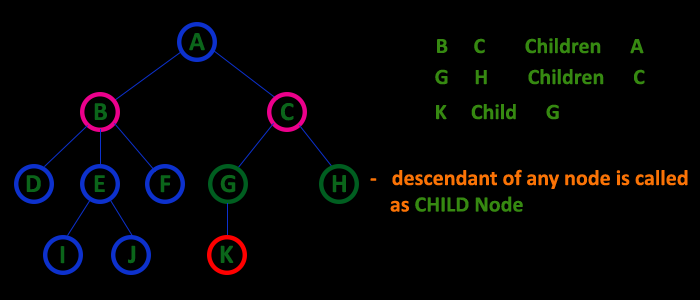 A
B C Children A
G H Children C
B C
K Child G
D E F G H
- descendant of any node is called
as CHILD Node
I J K